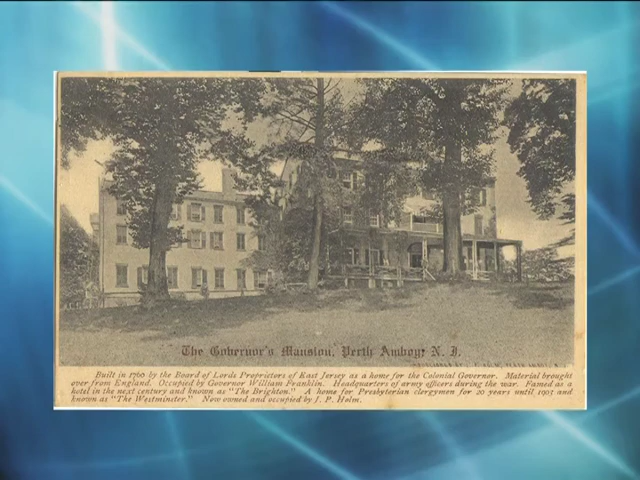 The Governor's Mansion, Perth Amboy, N. J.
Built in 1760 by the Board of Lords Proprietors of East Jersey as a home for the Colonial Governor. Material brought
over from England. Occupied by Governor William Franklin. Headquarters of army officers during the war. Famed as a
hotel in the next century and known as "The Brighton." A home for Presbyterian clergymen for 20 years until 1903 and
known as "The Westminster." Now owned and occupied by J. P. Holm.